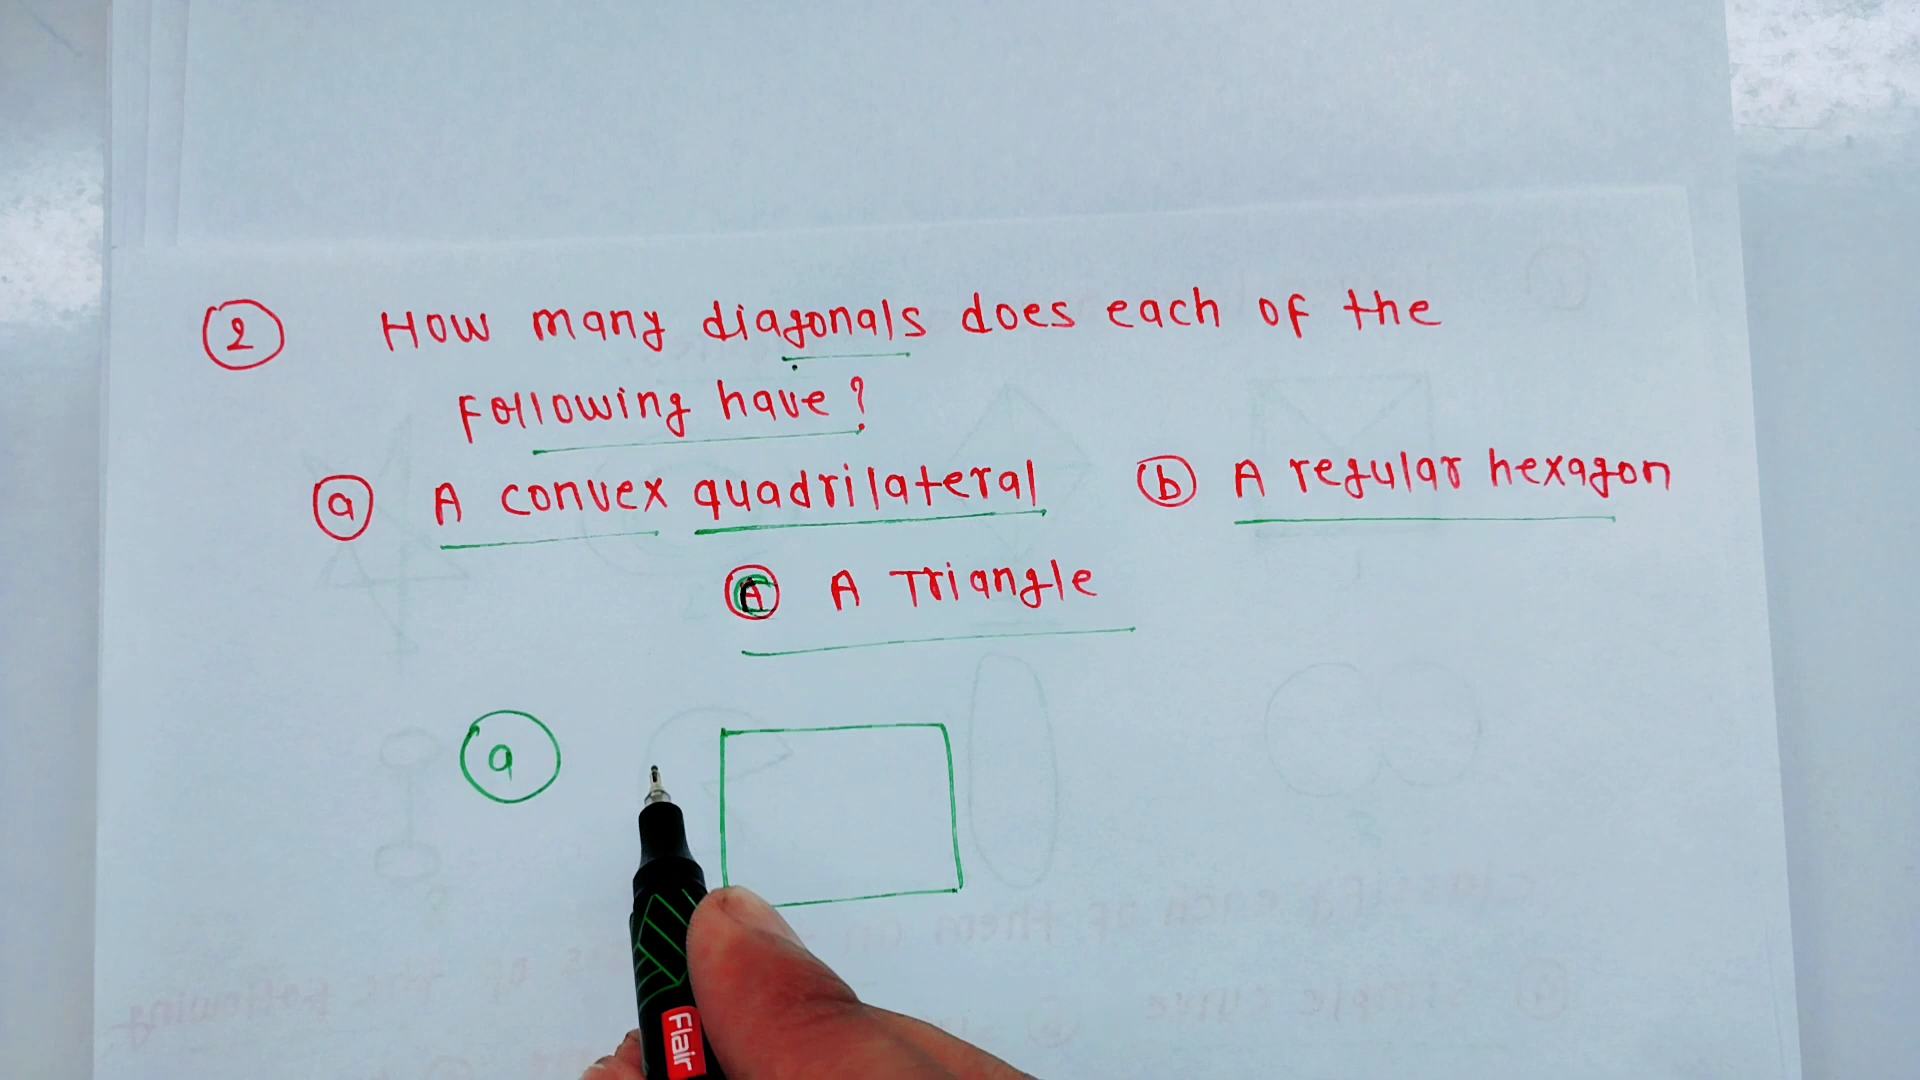 2 How many diagonals does each of the
following have?
a A convex quadrilateral b A regular hexagon
c A Triangle
a
Flair